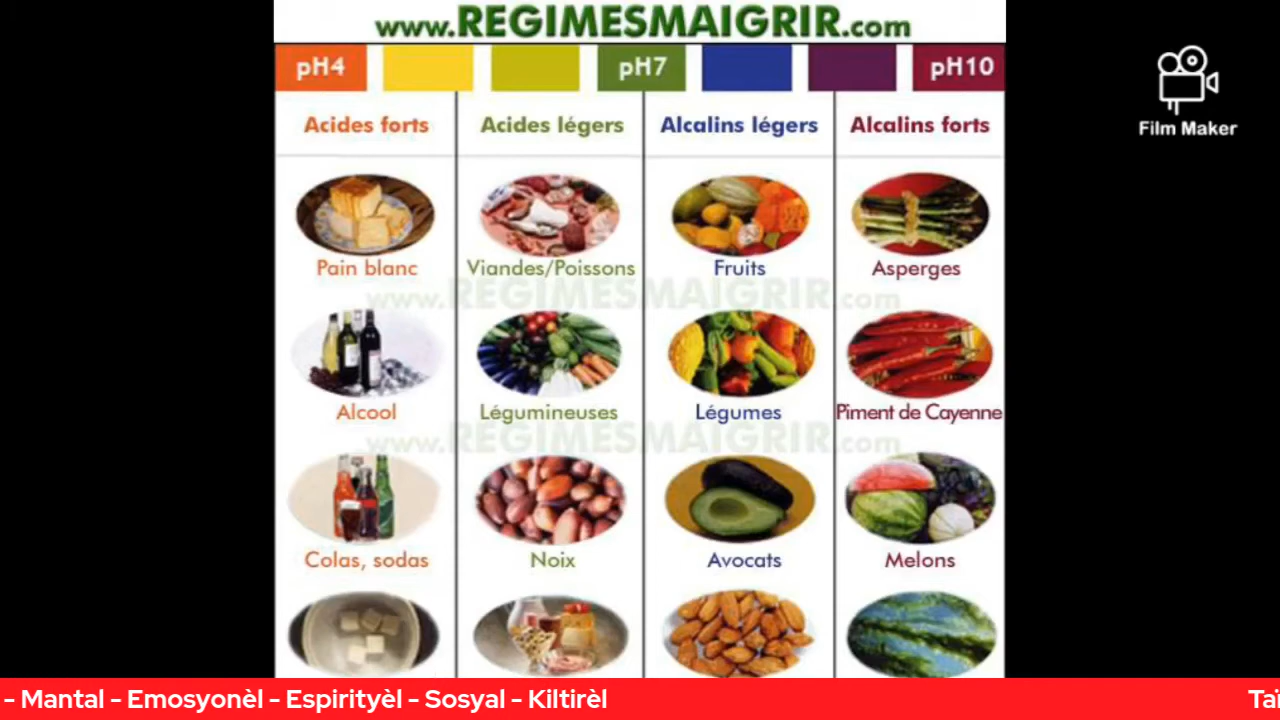 www.REGIMESMAIGRIR.com
pH4 pH7 pH10
Acides forts Acides légers Alcalins légers Alcalins forts
Film Maker
Pain blanc Viandes/Poissons Fruits Asperges
www.REGIMESMAIGRIR.com
Alcool Légumineuses Légumes Piment de Cayenne
www.REGIMESMAIGRIR.com
Colas, sodas Noix Avocats Melons
- Mantal - Emosyonèl - Espirityèl - Sosyal - Kiltirèl